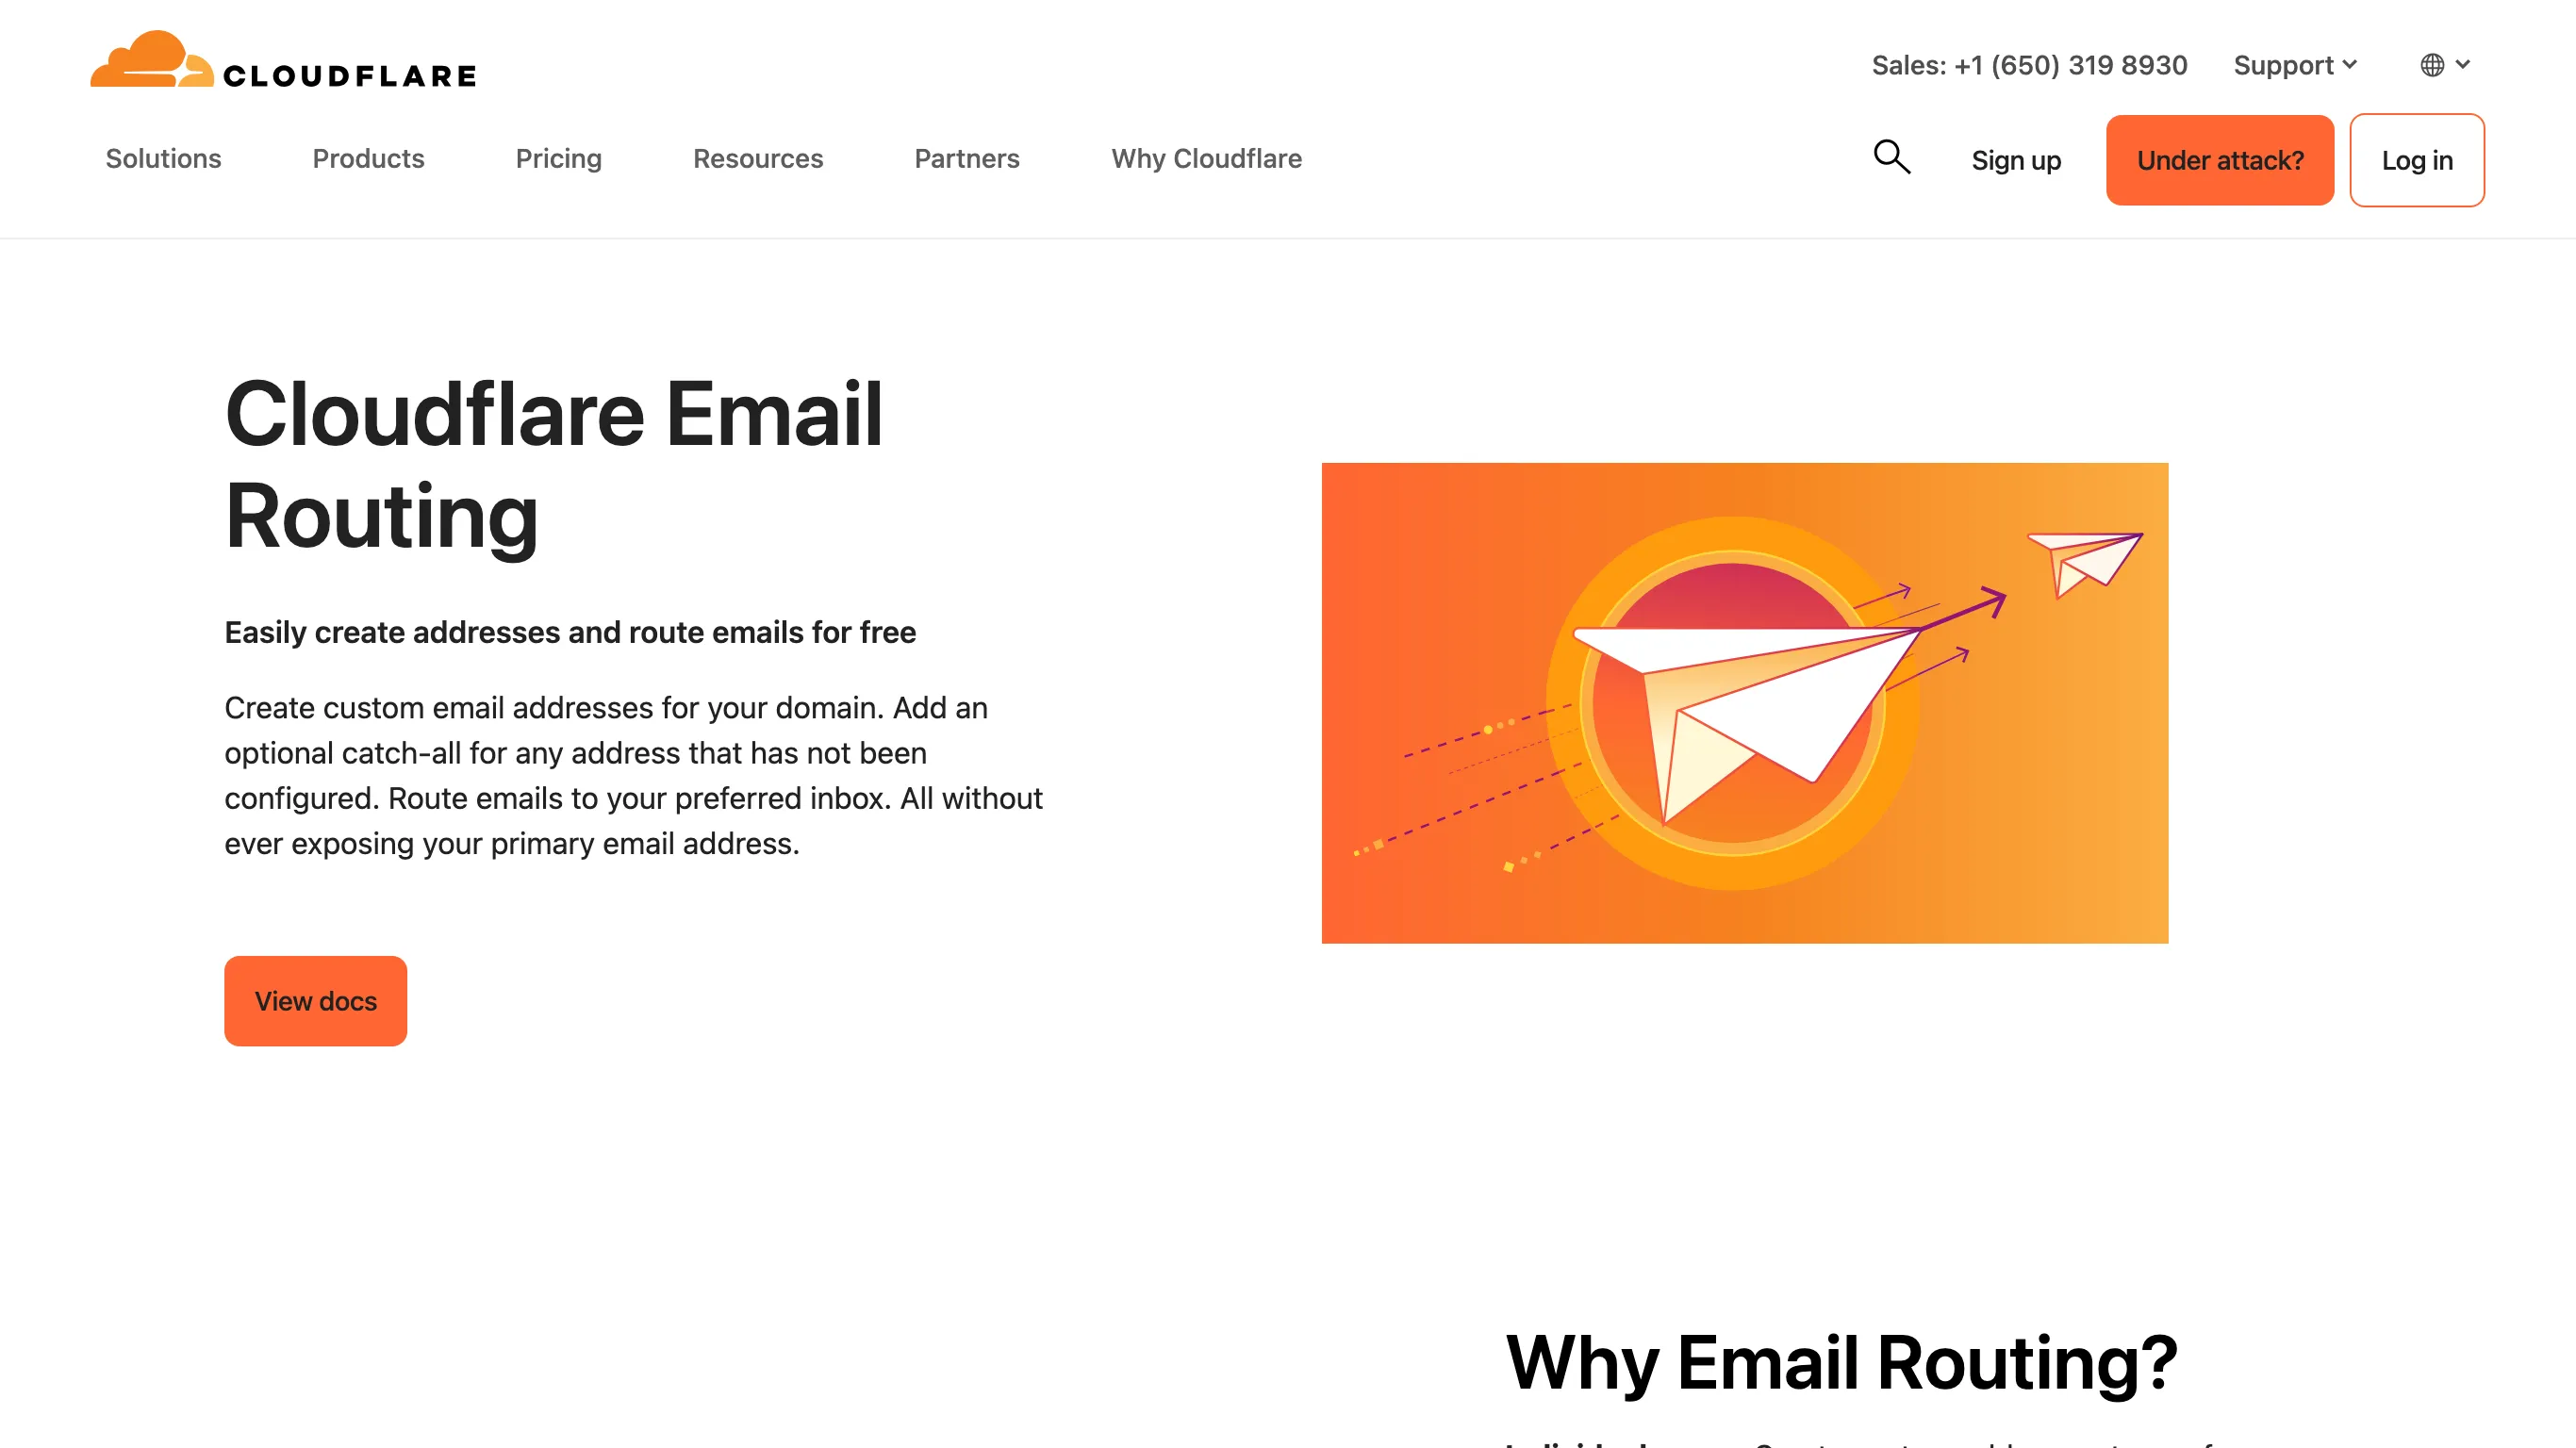 CLOUDFLARE
Sales: +1 (650) 319 8930
Support
Solutions
Products
Pricing
Resources
Partners
Why Cloudflare
Sign up
Under attack?
Log in
Cloudflare Email
Routing
Easily create addresses and route emails for free
Create custom email addresses for your domain. Add an
optional catch-all for any address that has not been
configured. Route emails to your preferred inbox. All without
ever exposing your primary email address.
View docs
Why Email Routing?